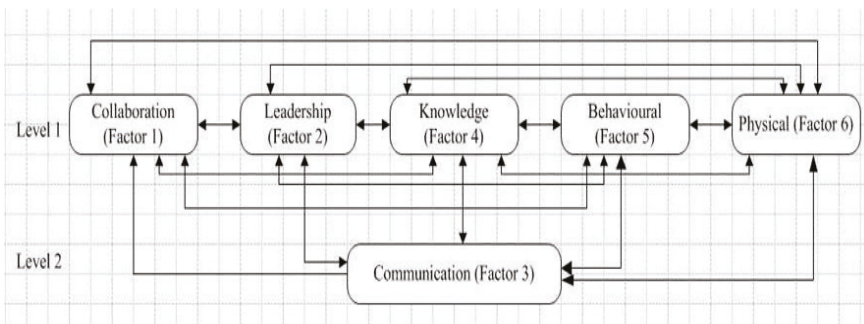 Level 1
Collaboration
(Factor 1)
Leadership
(Factor 2)
Knowledge
(Factor 4)
Behavioural
(Factor 5)
Physical (Factor 6)
Level 2
Communication (Factor 3)